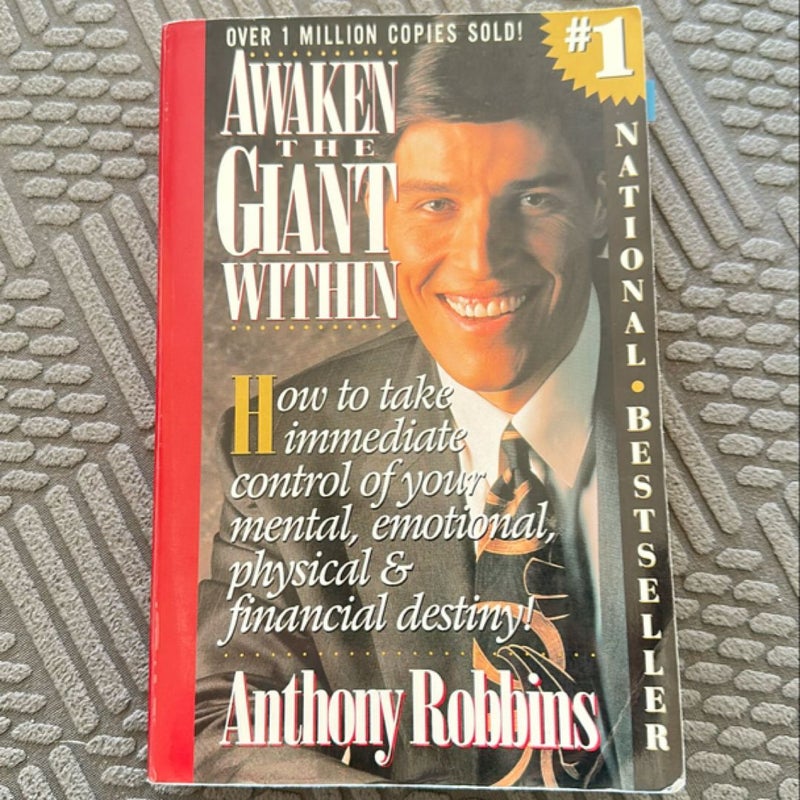 OVER 1 MILLION COPIES SOLD!
#1
AWAKEN
THE
GIANT
WITHIN
NATIONAL • BESTSELLER
How to take
immediate
control of your
mental, emotional,
physical &
financial destiny!
Anthony Robbins